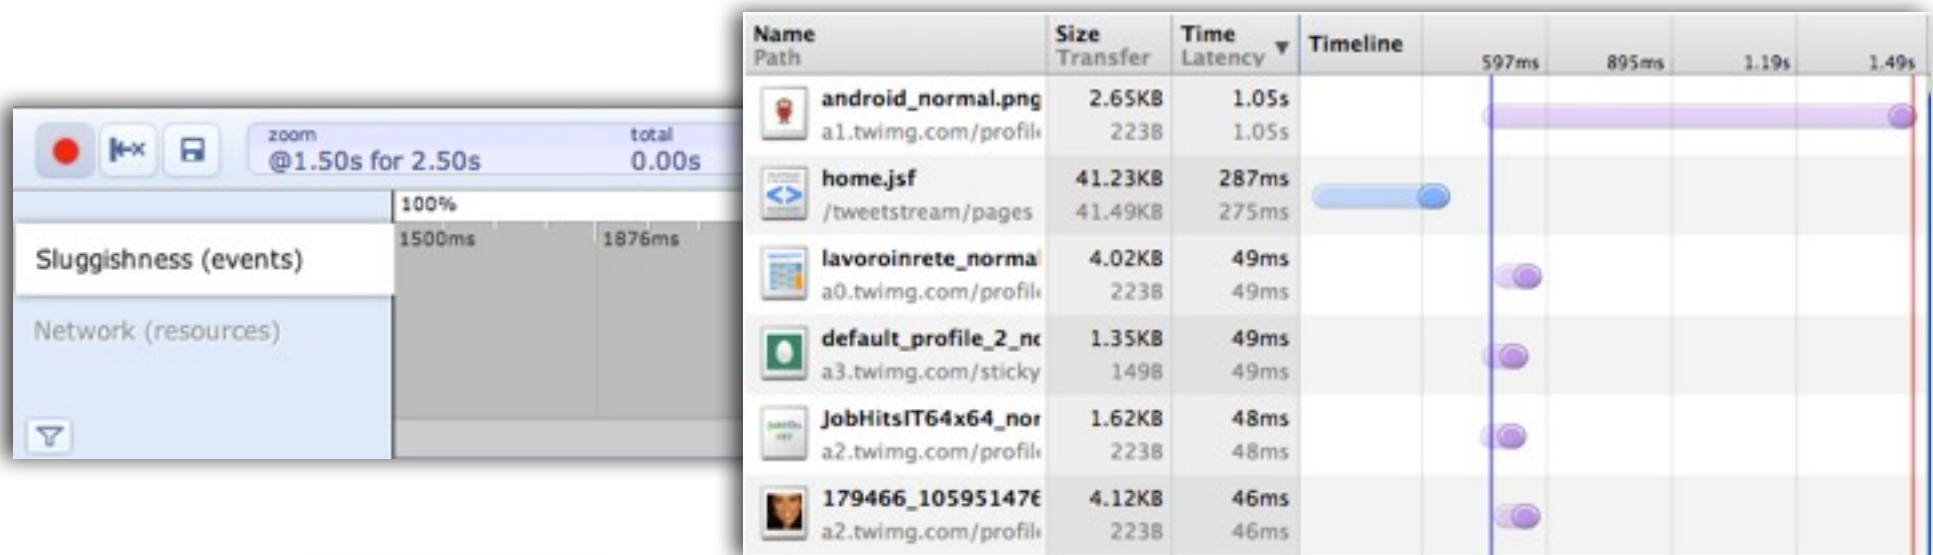 zoom total
@1.50s for 2.50s 0.00s
100%
1500ms 1876ms
Sluggishness (events)
Network (resources)
Name Size Time Timeline
Path Transfer Latency
597ms 895ms 1.19s 1.49s
android_normal.png 2.65KB 1.05s
a1.twimg.com/profil 223B 1.05s
home.jsf 41.23KB 287ms
/tweetstream/pages 41.49KB 275ms
lavoroinrete_norma 4.02KB 49ms
a0.twimg.com/profil 223B 49ms
default_profile_2_no 1.35KB 49ms
a3.twimg.com/sticky 149B 49ms
JobHitsIT64x64_nor 1.62KB 48ms
a2.twimg.com/profil 223B 48ms
179466_105951476 4.12KB 46ms
a2.twimg.com/profil 223B 46ms